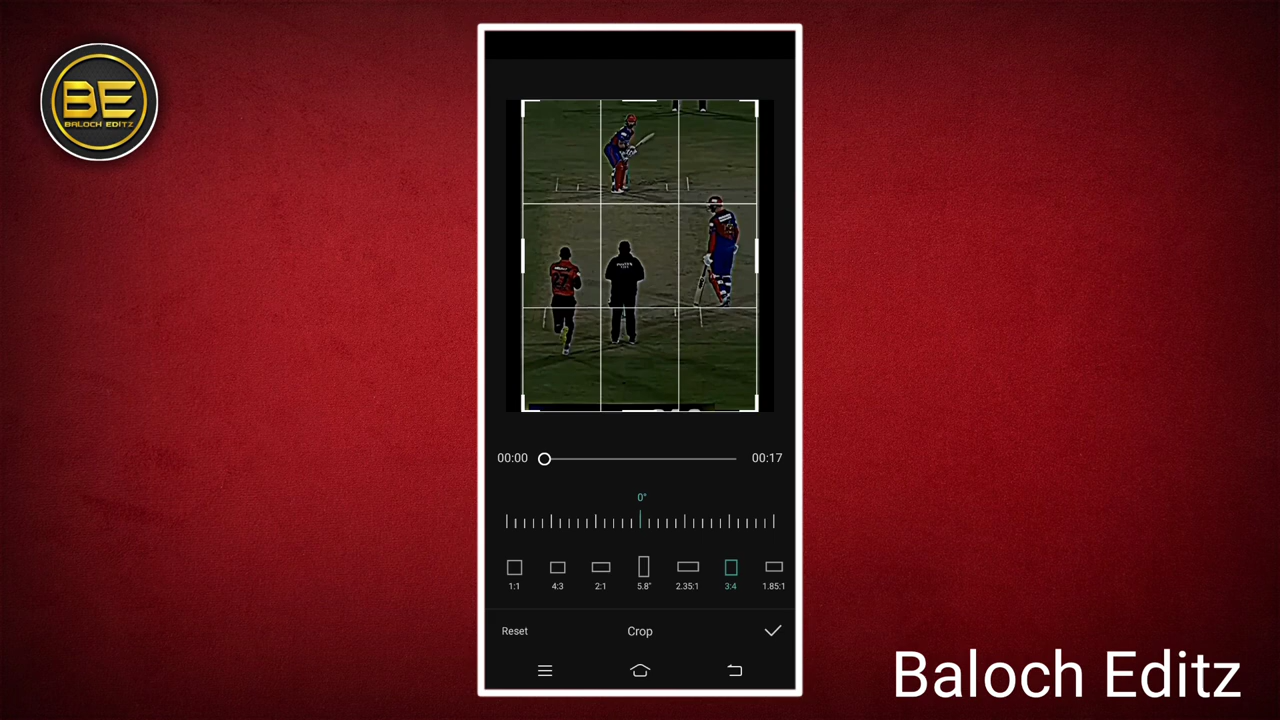 BE
BALOCH EDITZ
00:00
00:17
0°
1:1
4:3
2:1
5.8"
2.35:1
3:4
1.85:1
Reset
Crop
Baloch Editz